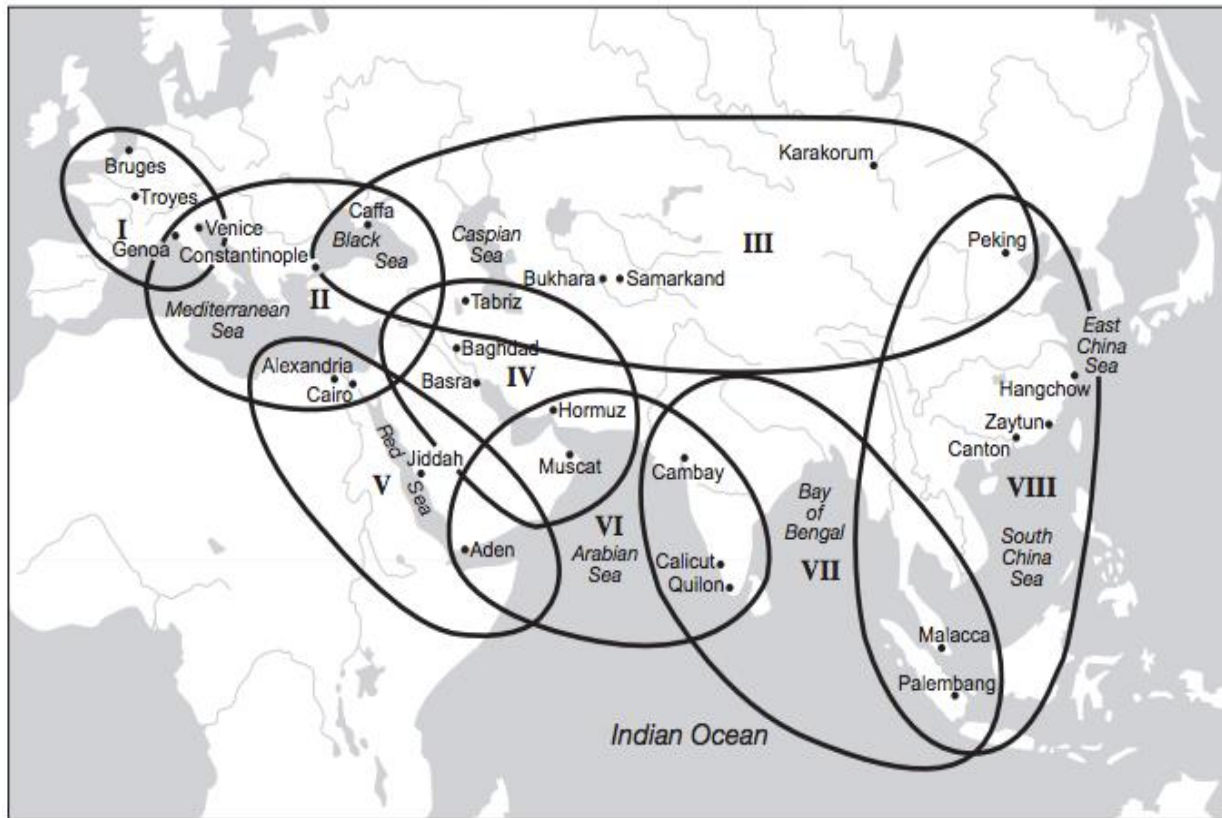 Karakorum
Bruges
Troyes
I
Venice
Genoa
Constantinople
Caffa
Black
Sea
Caspian
Sea
III
Peking
Bukhara
Samarkand
II
Mediterranean
Sea
Tabriz
East
China
Sea
Baghdad
Alexandria
Cairo
Basra
IV
Hangchow
Hormuz
Zaytun
Canton
Red
Sea
Jiddah
Muscat
Cambay
V
VIII
Bay
of
Bengal
VI
Arabian
Sea
Aden
South
China
Sea
Calicut
Quilon
VII
Malacca
Palembang
Indian Ocean